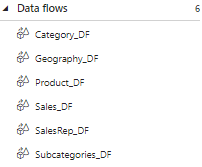 Data flows 6
Category_DF
Geography_DF
Product_DF
Sales_DF
SalesRep_DF
Subcategories_DF